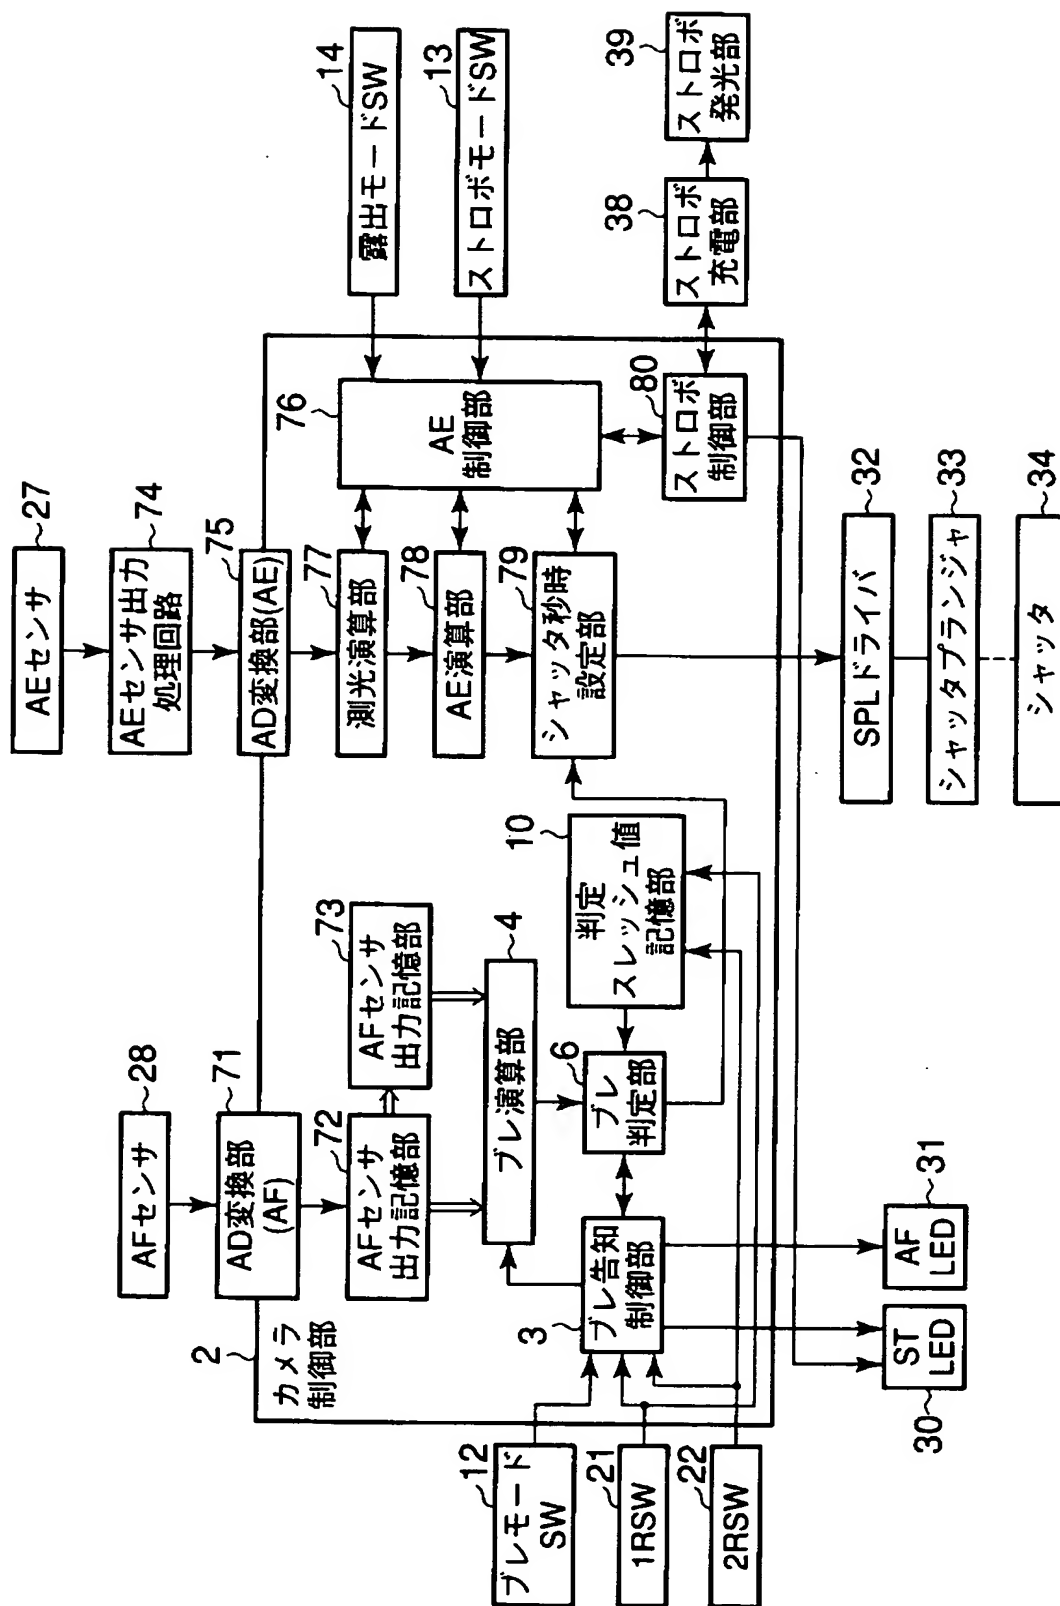 AFセンサ
28
AEセンサ
27
AEセンサ出力
処理回路
74
2
カメラ
制御部
AD変換部
(AF)
71
AD変換部(AE)
75
AFセンサ
出力記憶部
72
AFセンサ
出力記憶部
73
測光演算部
77
AE
制御部
76
露出モードSW
14
AE演算部
78
ストロボモードSW
13
ブレ演算部
4
シャッタ秒時
設定部
79
ブレモード
SW
12
ブレ告知
制御部
3
ブレ
判定部
6
判定
スレッシュ値
記憶部
10
ストロボ
制御部
80
ストロボ
充電部
38
ストロボ
発光部
39
1RSW
21
2RSW
22
ST
LED
30
AF
LED
31
SPLドライバ
32
シャッタプランジャ
33
シャッタ
34